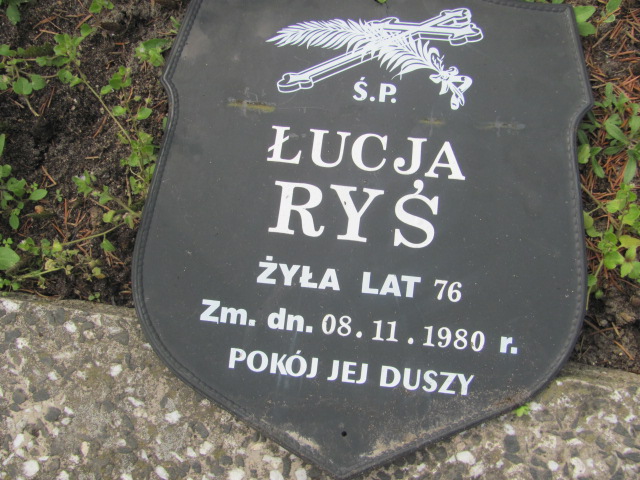 Ś.P.
ŁUCJA
RYŚ
ŻYŁA LAT 76
Zm. dn. 08.11.1980 r.
POKÓJ JEJ DUSZY